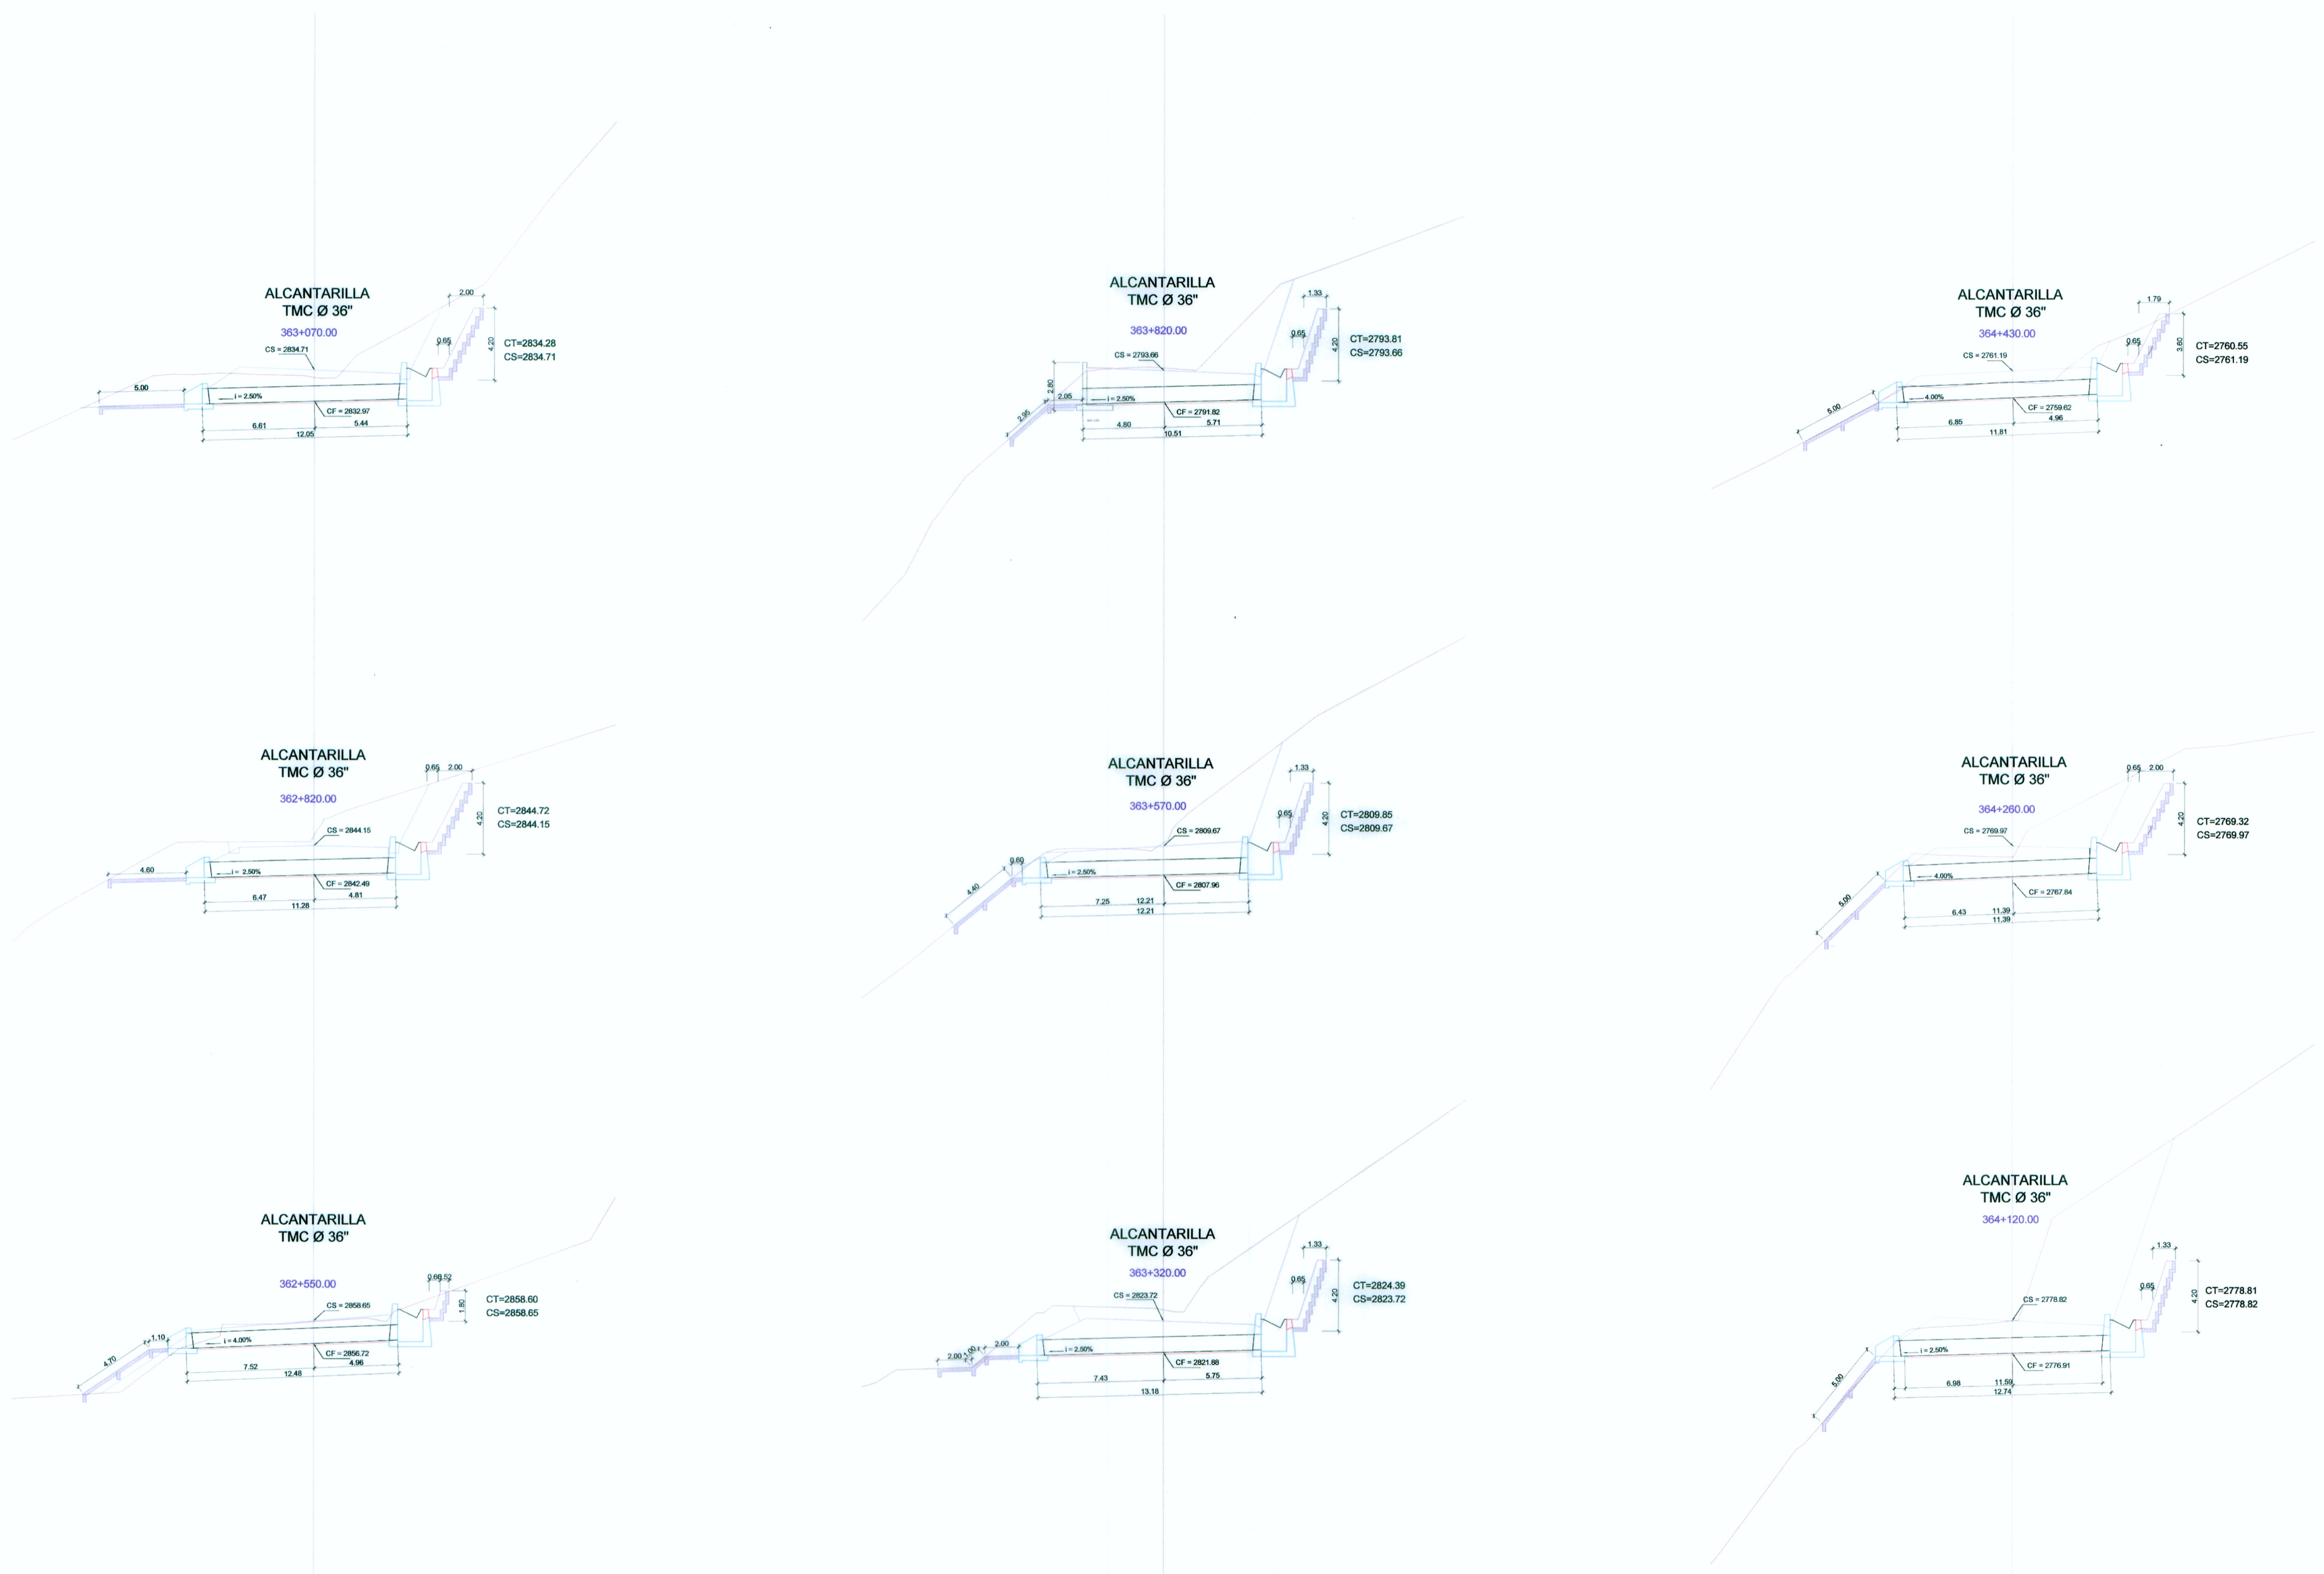 ALCANTARILLA
TMC Ø 36"
363+070.00
CS = 2834.71
2.00
0.65
4.20
CT=2834.28
CS=2834.71
5.00
i = 2.50%
CF = 2832.97
6.61
5.44
12.05
ALCANTARILLA
TMC Ø 36"
363+820.00
CS = 2793.66
1.33
0.65
4.20
CT=2793.81
CS=2793.66
2.80
2.05
2.95
i = 2.50%
CF = 2791.82
4.80
5.71
10.51
ALCANTARILLA
TMC Ø 36"
364+430.00
CS = 2761.19
1.79
0.65
3.60
CT=2760.55
CS=2761.19
5.00
4.00%
CF = 2759.62
6.85
4.96
11.81
ALCANTARILLA
TMC Ø 36"
362+820.00
CS = 2844.15
0.65
2.00
4.20
CT=2844.72
CS=2844.15
4.60
i = 2.50%
CF = 2842.49
6.47
4.81
11.28
ALCANTARILLA
TMC Ø 36"
363+570.00
CS = 2809.67
1.33
0.65
4.20
CT=2809.85
CS=2809.67
0.60
4.40
i = 2.50%
CF = 2807.96
7.25
12.21
12.21
ALCANTARILLA
TMC Ø 36"
364+260.00
CS = 2769.97
0.65
2.00
4.20
CT=2769.32
CS=2769.97
5.00
4.00%
CF = 2767.84
6.43
11.39
11.39
ALCANTARILLA
TMC Ø 36"
362+550.00
CS = 2858.65
1.80
CT=2858.60
CS=2858.65
1.10
4.70
i = 4.00%
CF = 2856.72
7.52
4.96
12.48
ALCANTARILLA
TMC Ø 36"
363+320.00
CS = 2823.72
1.33
0.65
4.20
CT=2824.39
CS=2823.72
2.00
1.00
2.00
i = 2.50%
CF = 2821.88
7.43
5.75
13.18
ALCANTARILLA
TMC Ø 36"
364+120.00
CS = 2778.82
1.33
0.65
4.20
CT=2778.81
CS=2778.82
5.00
i = 2.50%
CF = 2776.91
6.98
11.59
12.74